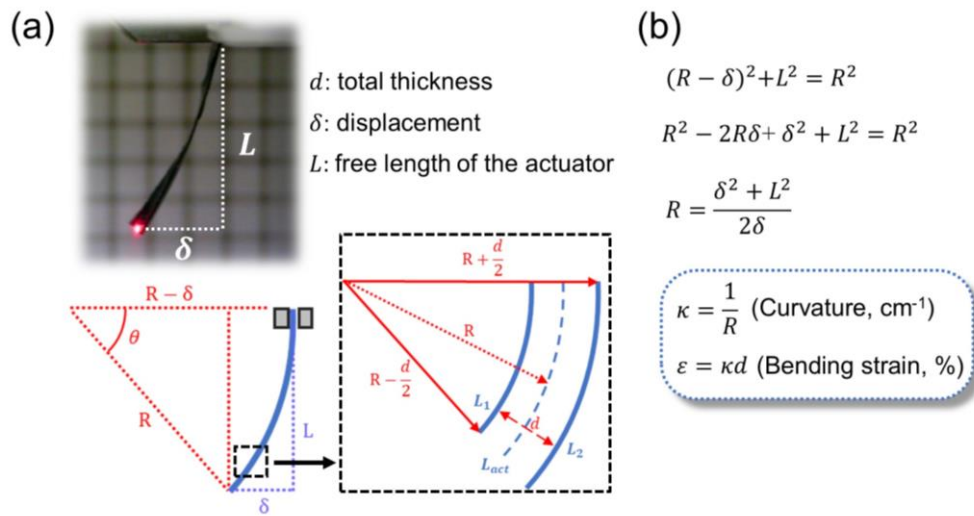 (a)
L
δ
d: total thickness
δ: displacement
L: free length of the actuator
R − δ
θ
R
L
δ
R + d/2
R
R − d/2
L₁
d
L₂
Lₐ꜀ₜ
(b)
(R − δ)²+L² = R²
R² − 2Rδ+ δ² + L² = R²
R = (δ² + L²)/2δ
κ = 1/R (Curvature, cm⁻¹)
ε = κd (Bending strain, %)